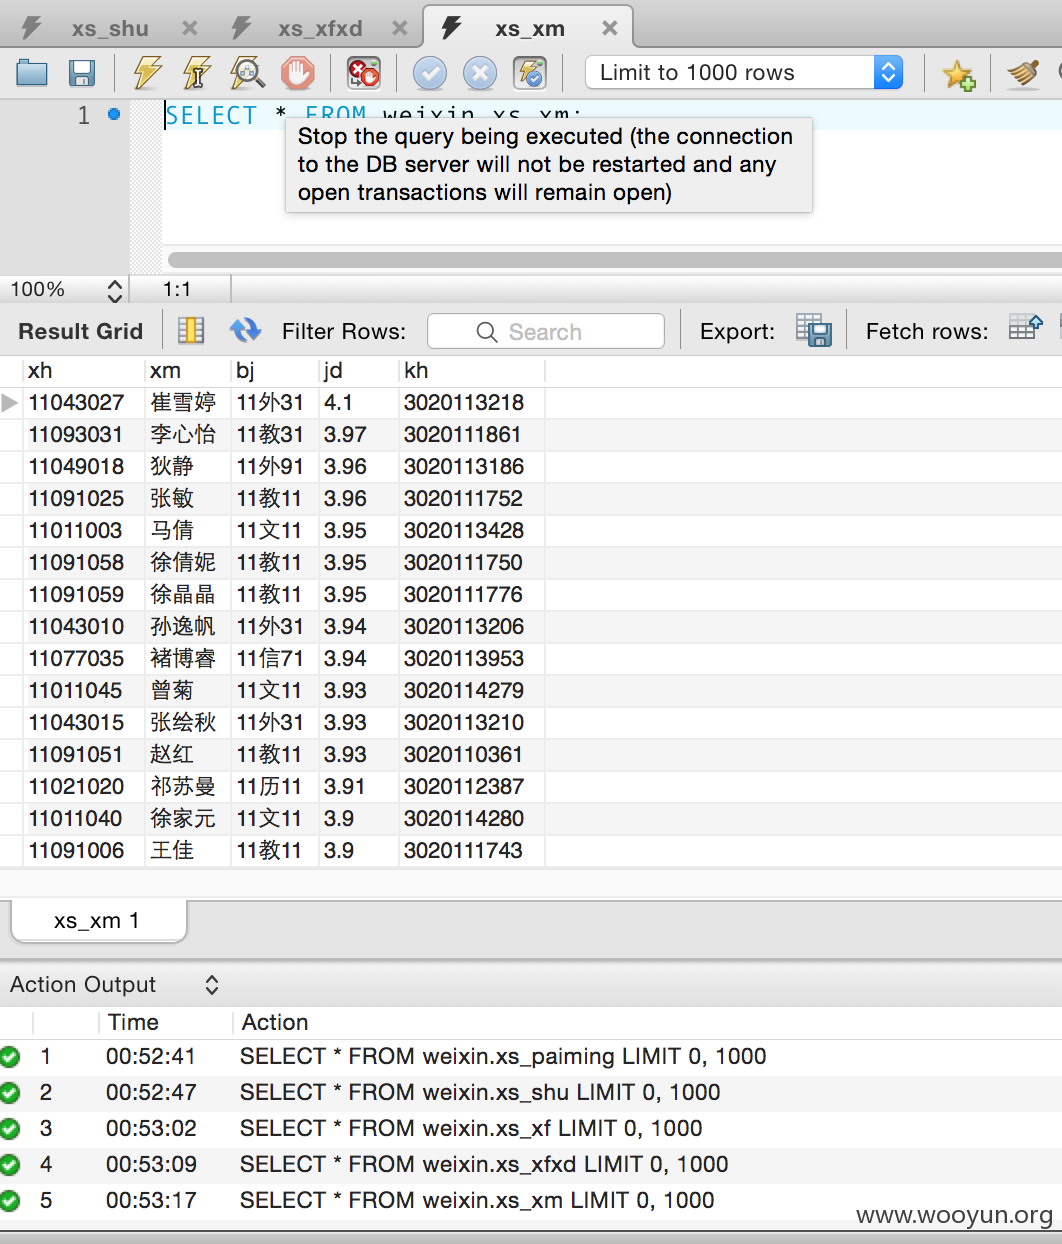 xs_shu xs_xfxd xs_xm
Limit to 1000 rows
1 SELECT * FROM weixin.xs_xm;
Stop the query being executed (the connection
to the DB server will not be restarted and any
open transactions will remain open)
100% 1:1
Result Grid Filter Rows: Search Export: Fetch rows:
xh xm bj jd kh
11043027 崔雪婷 11外31 4.1 3020113218
11093031 李心怡 11教31 3.97 3020111861
11049018 狄静 11外91 3.96 3020113186
11091025 张敏 11教11 3.96 3020111752
11011003 马倩 11文11 3.95 3020113428
11091058 徐倩妮 11教11 3.95 3020111750
11091059 徐晶晶 11教11 3.95 3020111776
11043010 孙逸帆 11外31 3.94 3020113206
11077035 褚博睿 11信71 3.94 3020113953
11011045 曾菊 11文11 3.93 3020114279
11043015 张绘秋 11外31 3.93 3020113210
11091051 赵红 11教11 3.93 3020110361
11021020 祁苏曼 11历11 3.91 3020112387
11011040 徐家元 11文11 3.9 3020114280
11091006 王佳 11教11 3.9 3020111743
xs_xm 1
Action Output
Time Action
1 00:52:41 SELECT * FROM weixin.xs_paiming LIMIT 0, 1000
2 00:52:47 SELECT * FROM weixin.xs_shu LIMIT 0, 1000
3 00:53:02 SELECT * FROM weixin.xs_xf LIMIT 0, 1000
4 00:53:09 SELECT * FROM weixin.xs_xfxd LIMIT 0, 1000
5 00:53:17 SELECT * FROM weixin.xs_xm LIMIT 0, 1000
www.wooyun.org